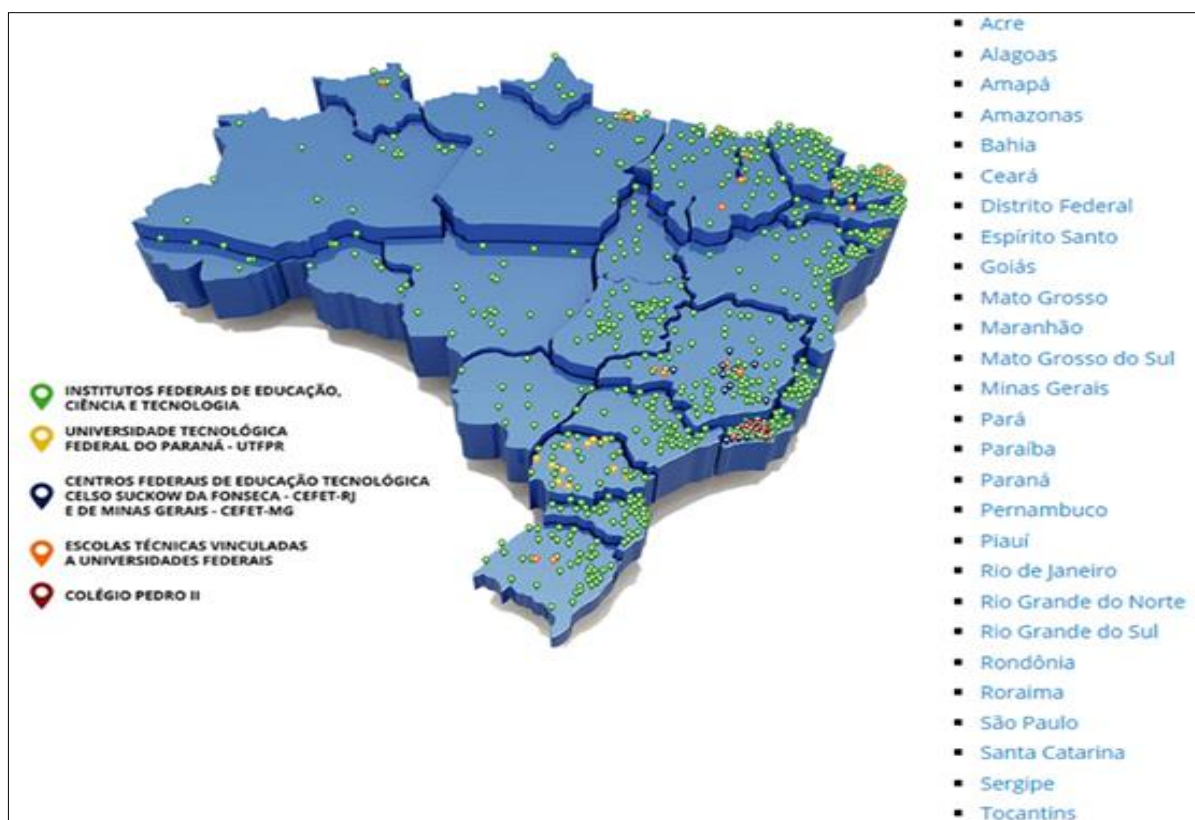 INSTITUTOS FEDERAIS DE EDUCAÇÃO,
CIÊNCIA E TECNOLOGIA
UNIVERSIDADE TECNOLÓGICA
FEDERAL DO PARANÁ - UTFPR
CENTROS FEDERAIS DE EDUCAÇÃO TECNOLÓGICA
CELSO SUCKOW DA FONSECA - CEFET-RJ
E DE MINAS GERAIS - CEFET-MG
ESCOLAS TÉCNICAS VINCULADAS
A UNIVERSIDADES FEDERAIS
COLÉGIO PEDRO II
Acre
Alagoas
Amapá
Amazonas
Bahia
Ceará
Distrito Federal
Espírito Santo
Goiás
Mato Grosso
Maranhão
Mato Grosso do Sul
Minas Gerais
Pará
Paraíba
Paraná
Pernambuco
Piauí
Rio de Janeiro
Rio Grande do Norte
Rio Grande do Sul
Rondônia
Roraima
São Paulo
Santa Catarina
Sergipe
Tocantins